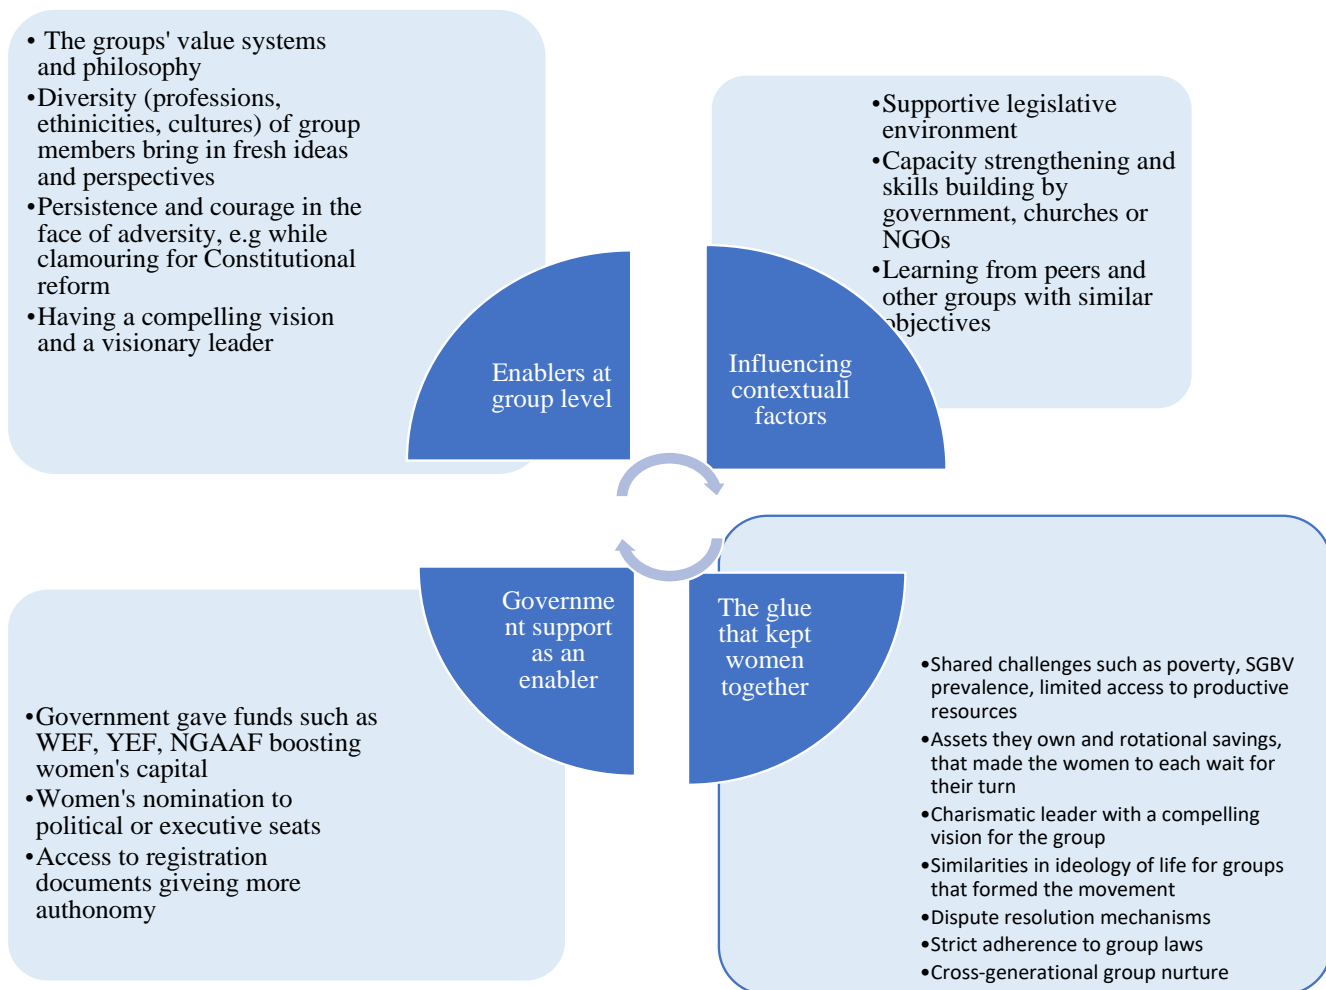 • The groups' value systems
and philosophy
•Diversity (professions,
ethinicities, cultures) of group
members bring in fresh ideas
and perspectives
•Persistence and courage in the
face of adversity, e.g while
clamouring for Constitutional
reform
•Having a compelling vision
and a visionary leader
Enablers at
group level
•Supportive legislative
environment
•Capacity strengthening and
skills building by
government, churches or
NGOs
•Learning from peers and
other groups with similar
objectives
Influencing
contextuall
factors
Governme
nt support
as an
enabler
•Government gave funds such as
WEF, YEF, NGAAF boosting
women's capital
•Women's nomination to
political or executive seats
•Access to registration
documents giveing more
authonomy
The glue
that kept
women
together
•Shared challenges such as poverty, SGBV
prevalence, limited access to productive
resources
•Assets they own and rotational savings,
that made the women to each wait for
their turn
•Charismatic leader with a compelling
vision for the group
•Similarities in ideology of life for groups
that formed the movement
•Dispute resolution mechanisms
•Strict adherence to group laws
•Cross-generational group nurture